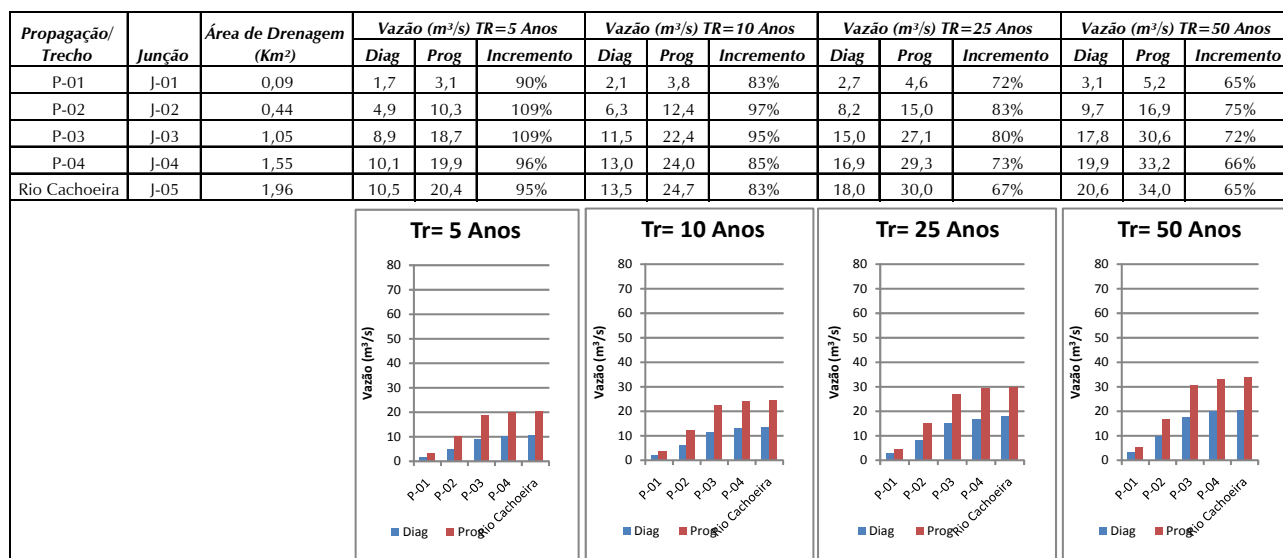 Propagação/ Trecho Junção Área de Drenagem (Km²) Vazão (m³/s) TR=5 Anos Vazão (m³/s) TR=10 Anos Vazão (m³/s) TR=25 Anos Vazão (m³/s) TR=50 Anos
Diag Prog Incremento Diag Prog Incremento Diag Prog Incremento Diag Prog Incremento
P-01 J-01 0,09 1,7 3,1 90% 2,1 3,8 83% 2,7 4,6 72% 3,1 5,2 65%
P-02 J-02 0,44 4,9 10,3 109% 6,3 12,4 97% 8,2 15,0 83% 9,7 16,9 75%
P-03 J-03 1,05 8,9 18,7 109% 11,5 22,4 95% 15,0 27,1 80% 17,8 30,6 72%
P-04 J-04 1,55 10,1 19,9 96% 13,0 24,0 85% 16,9 29,3 73% 19,9 33,2 66%
Rio Cachoeira J-05 1,96 10,5 20,4 95% 13,5 24,7 83% 18,0 30,0 67% 20,6 34,0 65%
Tr= 5 Anos
Vazão (m³/s)
80
70
60
50
40
30
20
10
0
P-01
P-02
P-03
P-04
Rio Cachoeira
Diag Prog
Tr= 10 Anos
Vazão (m³/s)
80
70
60
50
40
30
20
10
0
P-01
P-02
P-03
P-04
Rio Cachoeira
Diag Prog
Tr= 25 Anos
Vazão (m³/s)
80
70
60
50
40
30
20
10
0
P-01
P-02
P-03
P-04
Rio Cachoeira
Diag Prog
Tr= 50 Anos
Vazão (m³/s)
80
70
60
50
40
30
20
10
0
P-01
P-02
P-03
P-04
Rio Cachoeira
Diag Prog